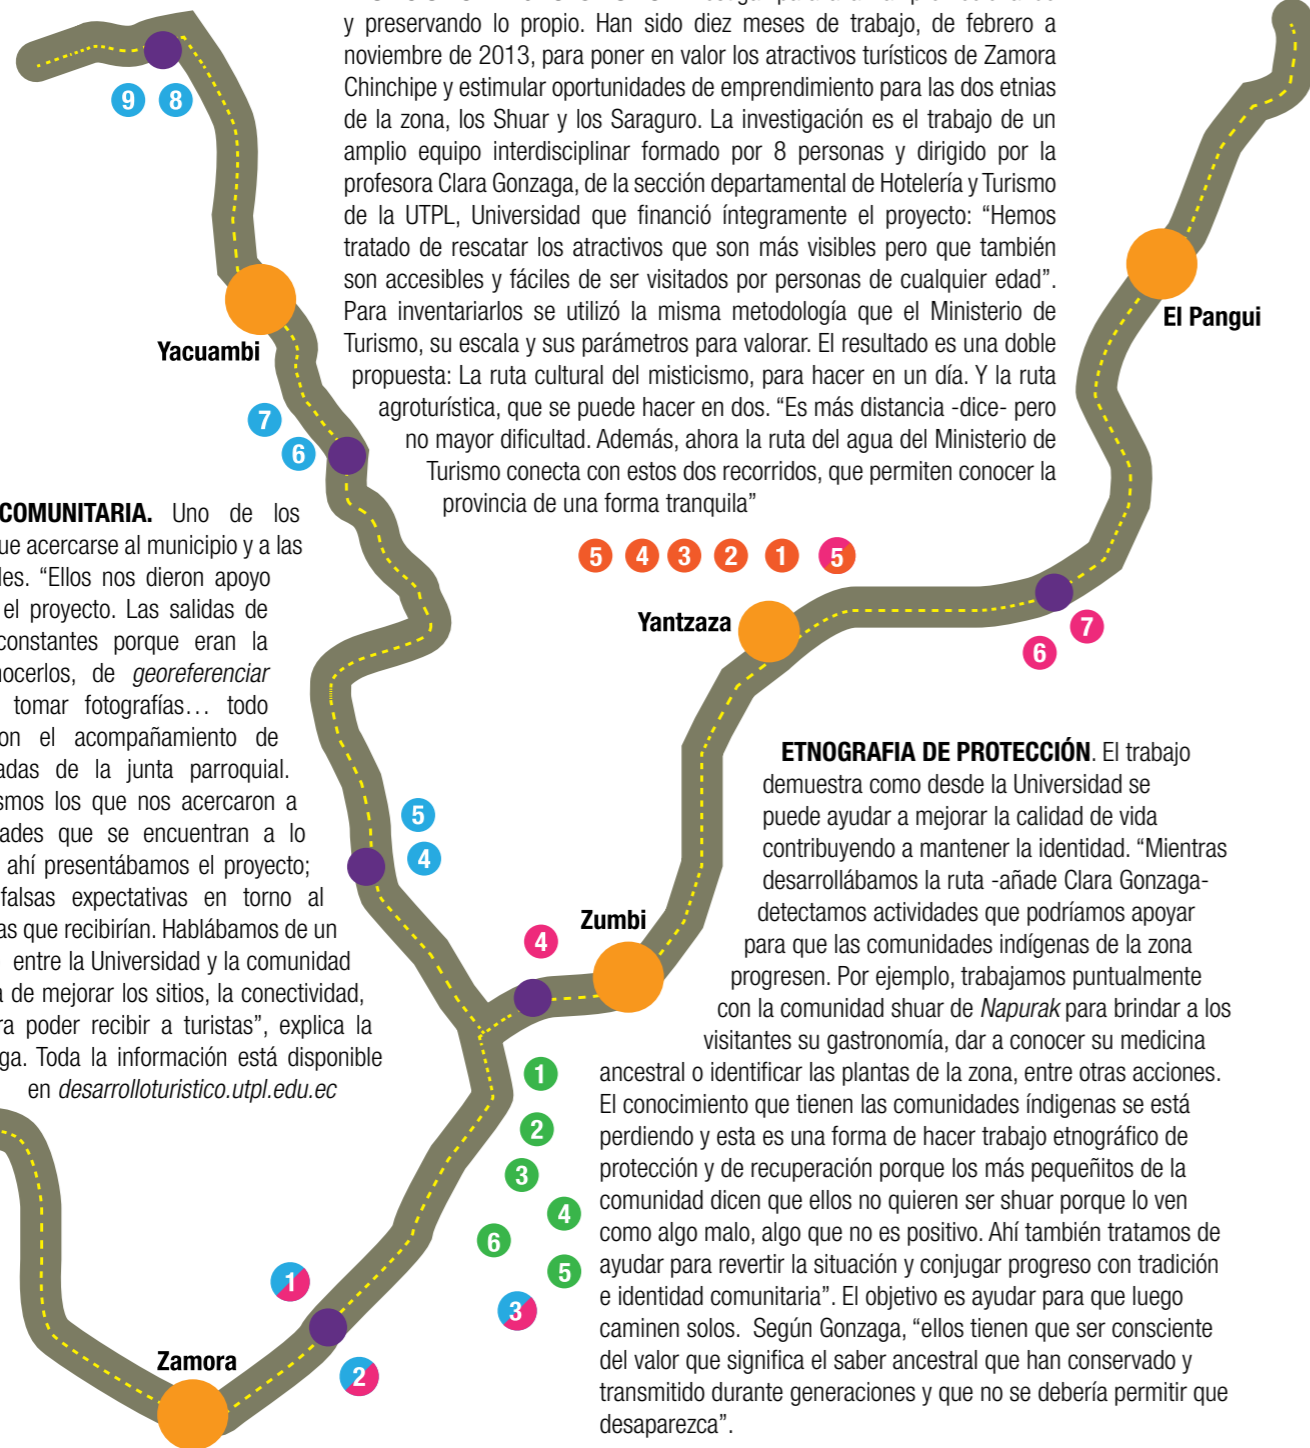 y preservando lo propio. Han sido diez meses de trabajo, de febrero a
noviembre de 2013, para poner en valor los atractivos turísticos de Zamora
Chinchipe y estimular oportunidades de emprendimiento para las dos etnias
de la zona, los Shuar y los Saraguro. La investigación es el trabajo de un
amplio equipo interdisciplinar formado por 8 personas y dirigido por la
profesora Clara Gonzaga, de la sección departamental de Hotelería y Turismo
de la UTPL, Universidad que financió íntegramente el proyecto: “Hemos
tratado de rescatar los atractivos que son más visibles pero que también
son accesibles y fáciles de ser visitados por personas de cualquier edad”.
Para inventariarlos se utilizó la misma metodología que el Ministerio de
Turismo, su escala y sus parámetros para valorar. El resultado es una doble
propuesta: La ruta cultural del misticismo, para hacer en un día. Y la ruta
agroturística, que se puede hacer en dos. “Es más distancia -dice- pero
no mayor dificultad. Además, ahora la ruta del agua del Ministerio de
Turismo conecta con estos dos recorridos, que permiten conocer la
provincia de una forma tranquila”
9 8
Yacuambi
7
6
El Pangui
COMUNITARIA. Uno de los
que acercarse al municipio y a las
les. “Ellos nos dieron apoyo
el proyecto. Las salidas de
constantes porque eran la
nocerlos, de georeferenciar
tomar fotografías… todo
on el acompañamiento de
adas de la junta parroquial.
smos los que nos acercaron a
ades que se encuentran a lo
ahí presentábamos el proyecto;
falsas expectativas en torno al
as que recibirían. Hablábamos de un
entre la Universidad y la comunidad
a de mejorar los sitios, la conectividad,
ra poder recibir a turistas”, explica la
ga. Toda la información está disponible
en desarrolloturistico.utpl.edu.ec
5 4 3 2 1 5
Yantzaza
7
6
5
4
4
Zumbi
1
2
3
4
6
5
3
1
2
Zamora
ETNOGRAFIA DE PROTECCIÓN. El trabajo
demuestra como desde la Universidad se
puede ayudar a mejorar la calidad de vida
contribuyendo a mantener la identidad. “Mientras
desarrollábamos la ruta -añade Clara Gonzaga-
detectamos actividades que podríamos apoyar
para que las comunidades indígenas de la zona
progresen. Por ejemplo, trabajamos puntualmente
con la comunidad shuar de Napurak para brindar a los
visitantes su gastronomía, dar a conocer su medicina
ancestral o identificar las plantas de la zona, entre otras acciones.
El conocimiento que tienen las comunidades índigenas se está
perdiendo y esta es una forma de hacer trabajo etnográfico de
protección y de recuperación porque los más pequeñitos de la
comunidad dicen que ellos no quieren ser shuar porque lo ven
como algo malo, algo que no es positivo. Ahí también tratamos de
ayudar para revertir la situación y conjugar progreso con tradición
e identidad comunitaria”. El objetivo es ayudar para que luego
caminen solos. Según Gonzaga, “ellos tienen que ser consciente
del valor que significa el saber ancestral que han conservado y
transmitido durante generaciones y que no se debería permitir que
desaparezca”.